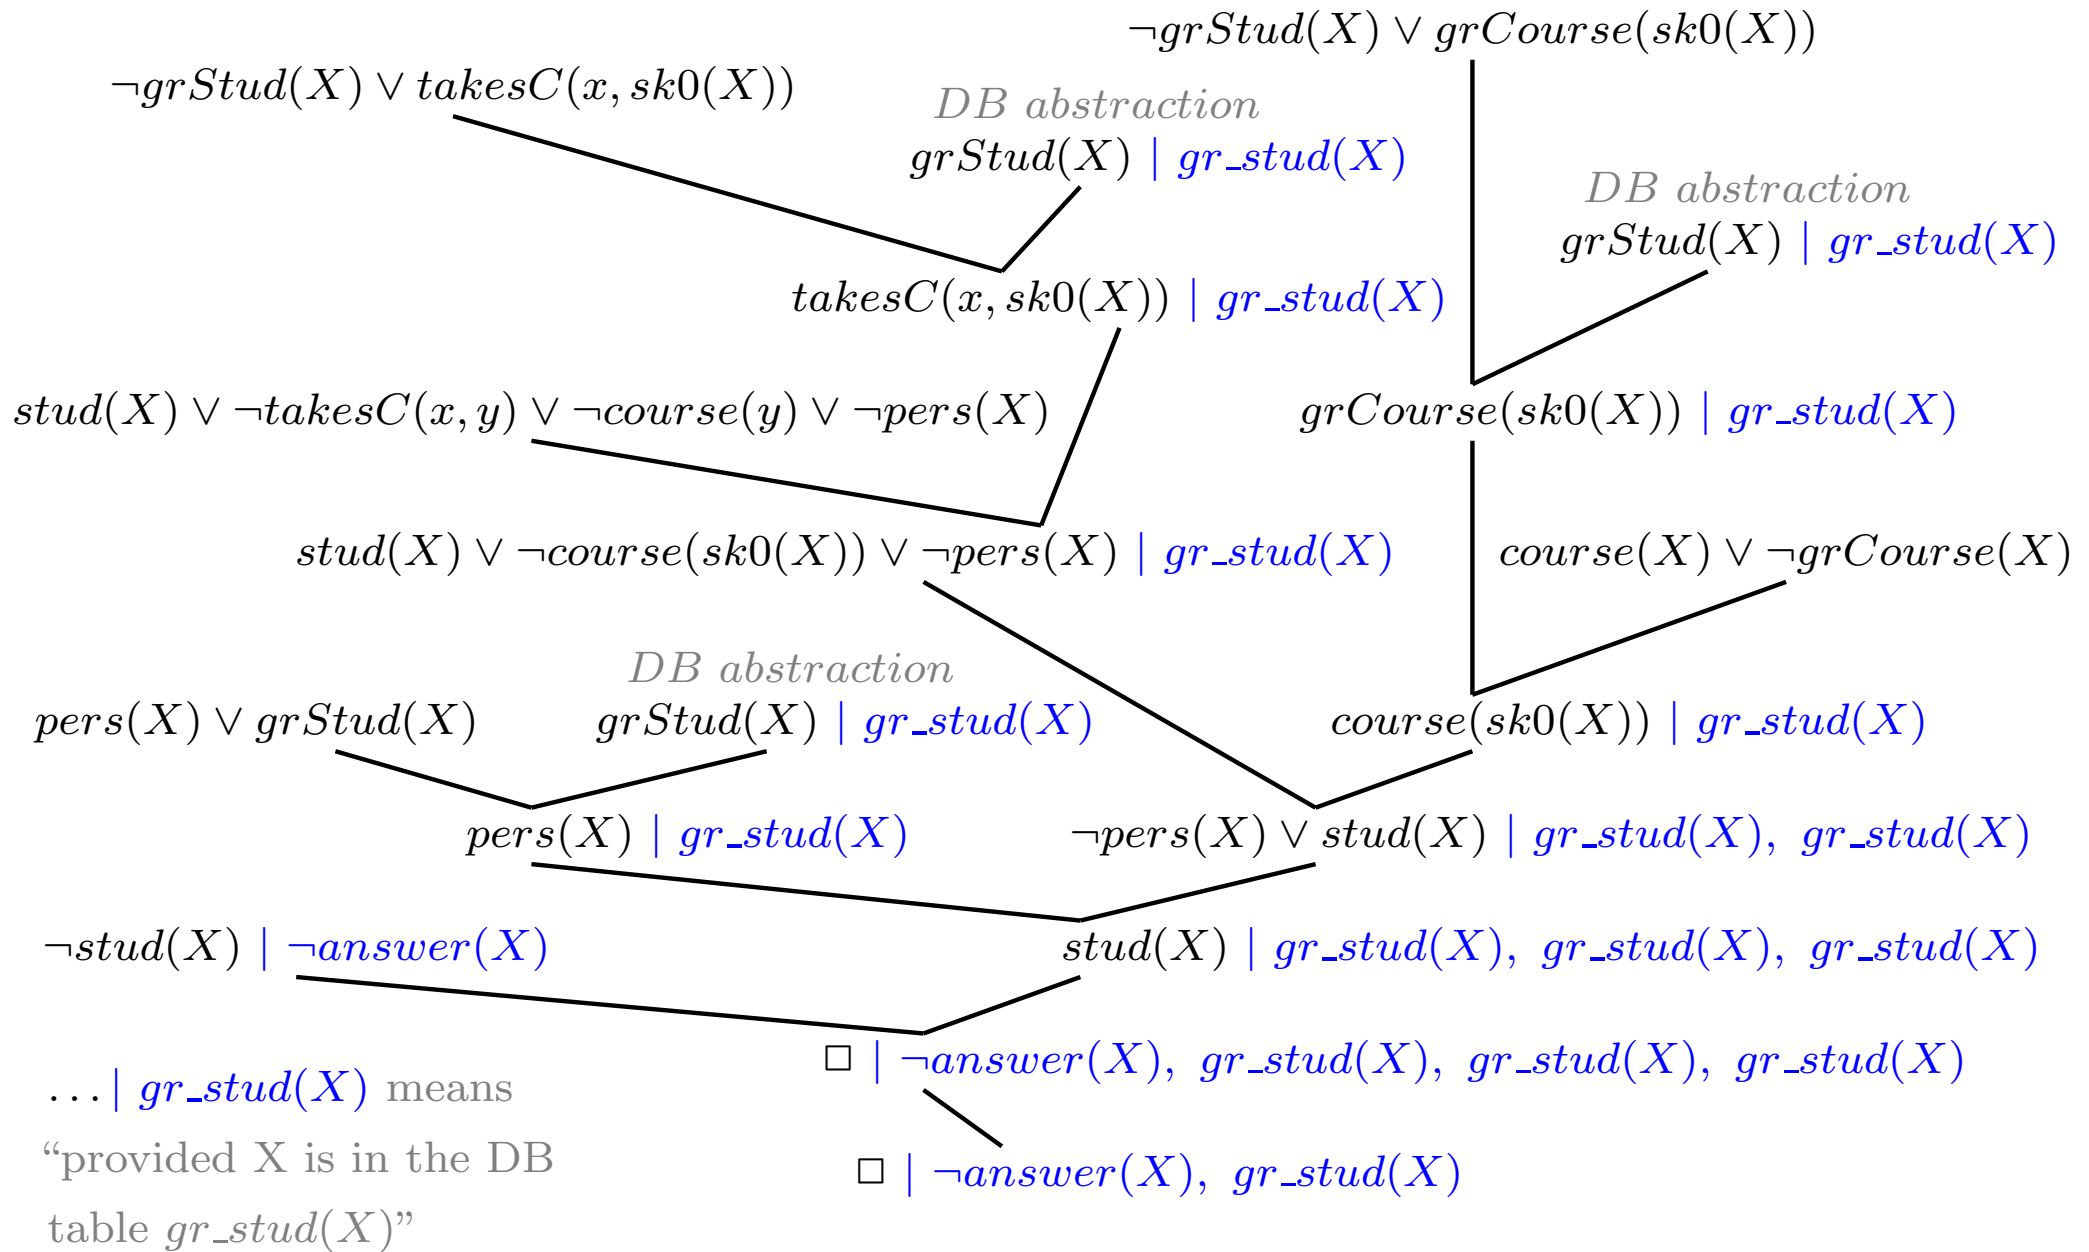 ¬grStud(X) ∨ grCourse(sk0(X))
¬grStud(X) ∨ takesC(x, sk0(X))
DB abstraction
grStud(X) | gr_stud(X)
DB abstraction
grStud(X) | gr_stud(X)
takesC(x, sk0(X)) | gr_stud(X)
stud(X) ∨ ¬takesC(x, y) ∨ ¬course(y) ∨ ¬pers(X)
grCourse(sk0(X)) | gr_stud(X)
stud(X) ∨ ¬course(sk0(X)) ∨ ¬pers(X) | gr_stud(X)
course(X) ∨ ¬grCourse(X)
DB abstraction
pers(X) ∨ grStud(X)
grStud(X) | gr_stud(X)
course(sk0(X)) | gr_stud(X)
pers(X) | gr_stud(X)
¬pers(X) ∨ stud(X) | gr_stud(X), gr_stud(X)
¬stud(X) | ¬answer(X)
stud(X) | gr_stud(X), gr_stud(X), gr_stud(X)
□ | ¬answer(X), gr_stud(X), gr_stud(X), gr_stud(X)
□ | ¬answer(X), gr_stud(X)
...| gr_stud(X) means
“provided X is in the DB
table gr_stud(X)”